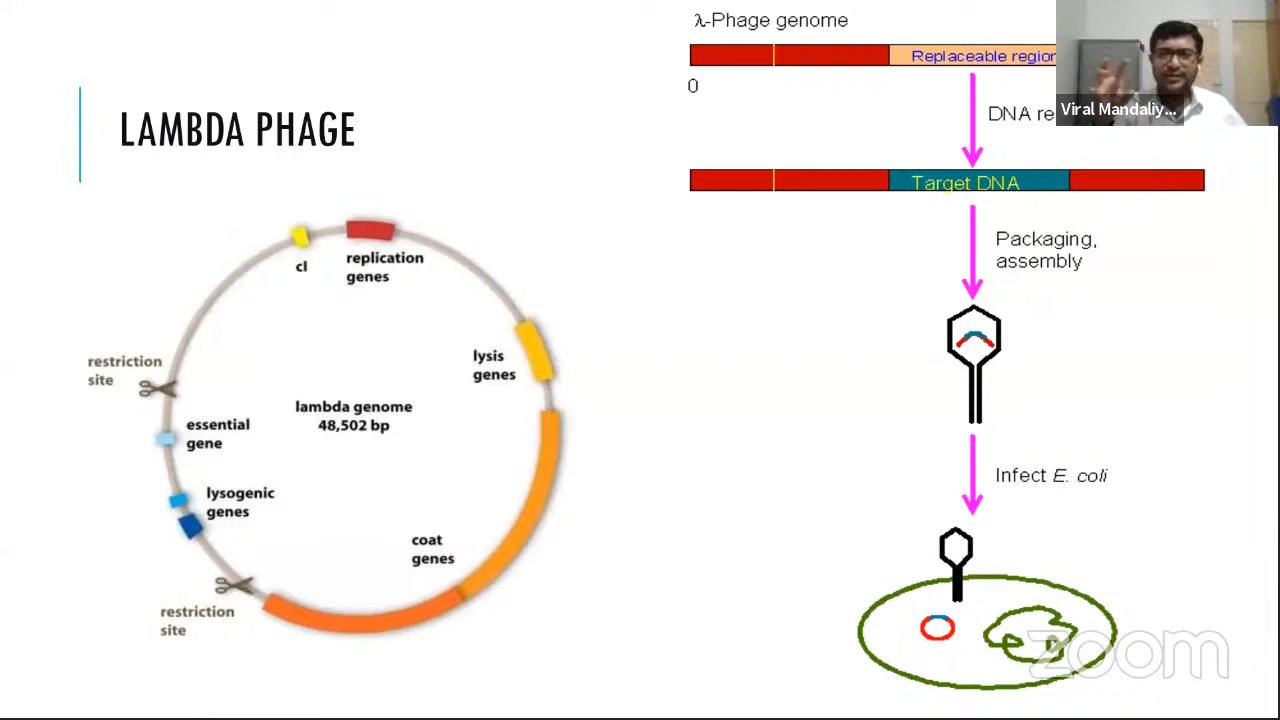 LAMBDA PHAGE
cI
replication
genes
lysis
genes
restriction
site
lambda genome
48,502 bp
essential
gene
lysogenic
genes
coat
genes
restriction
site
λ-Phage genome
Replaceable region
0
DNA re
Target DNA
Packaging,
assembly
Infect E. coli
Viral Mandaliy...
zoom